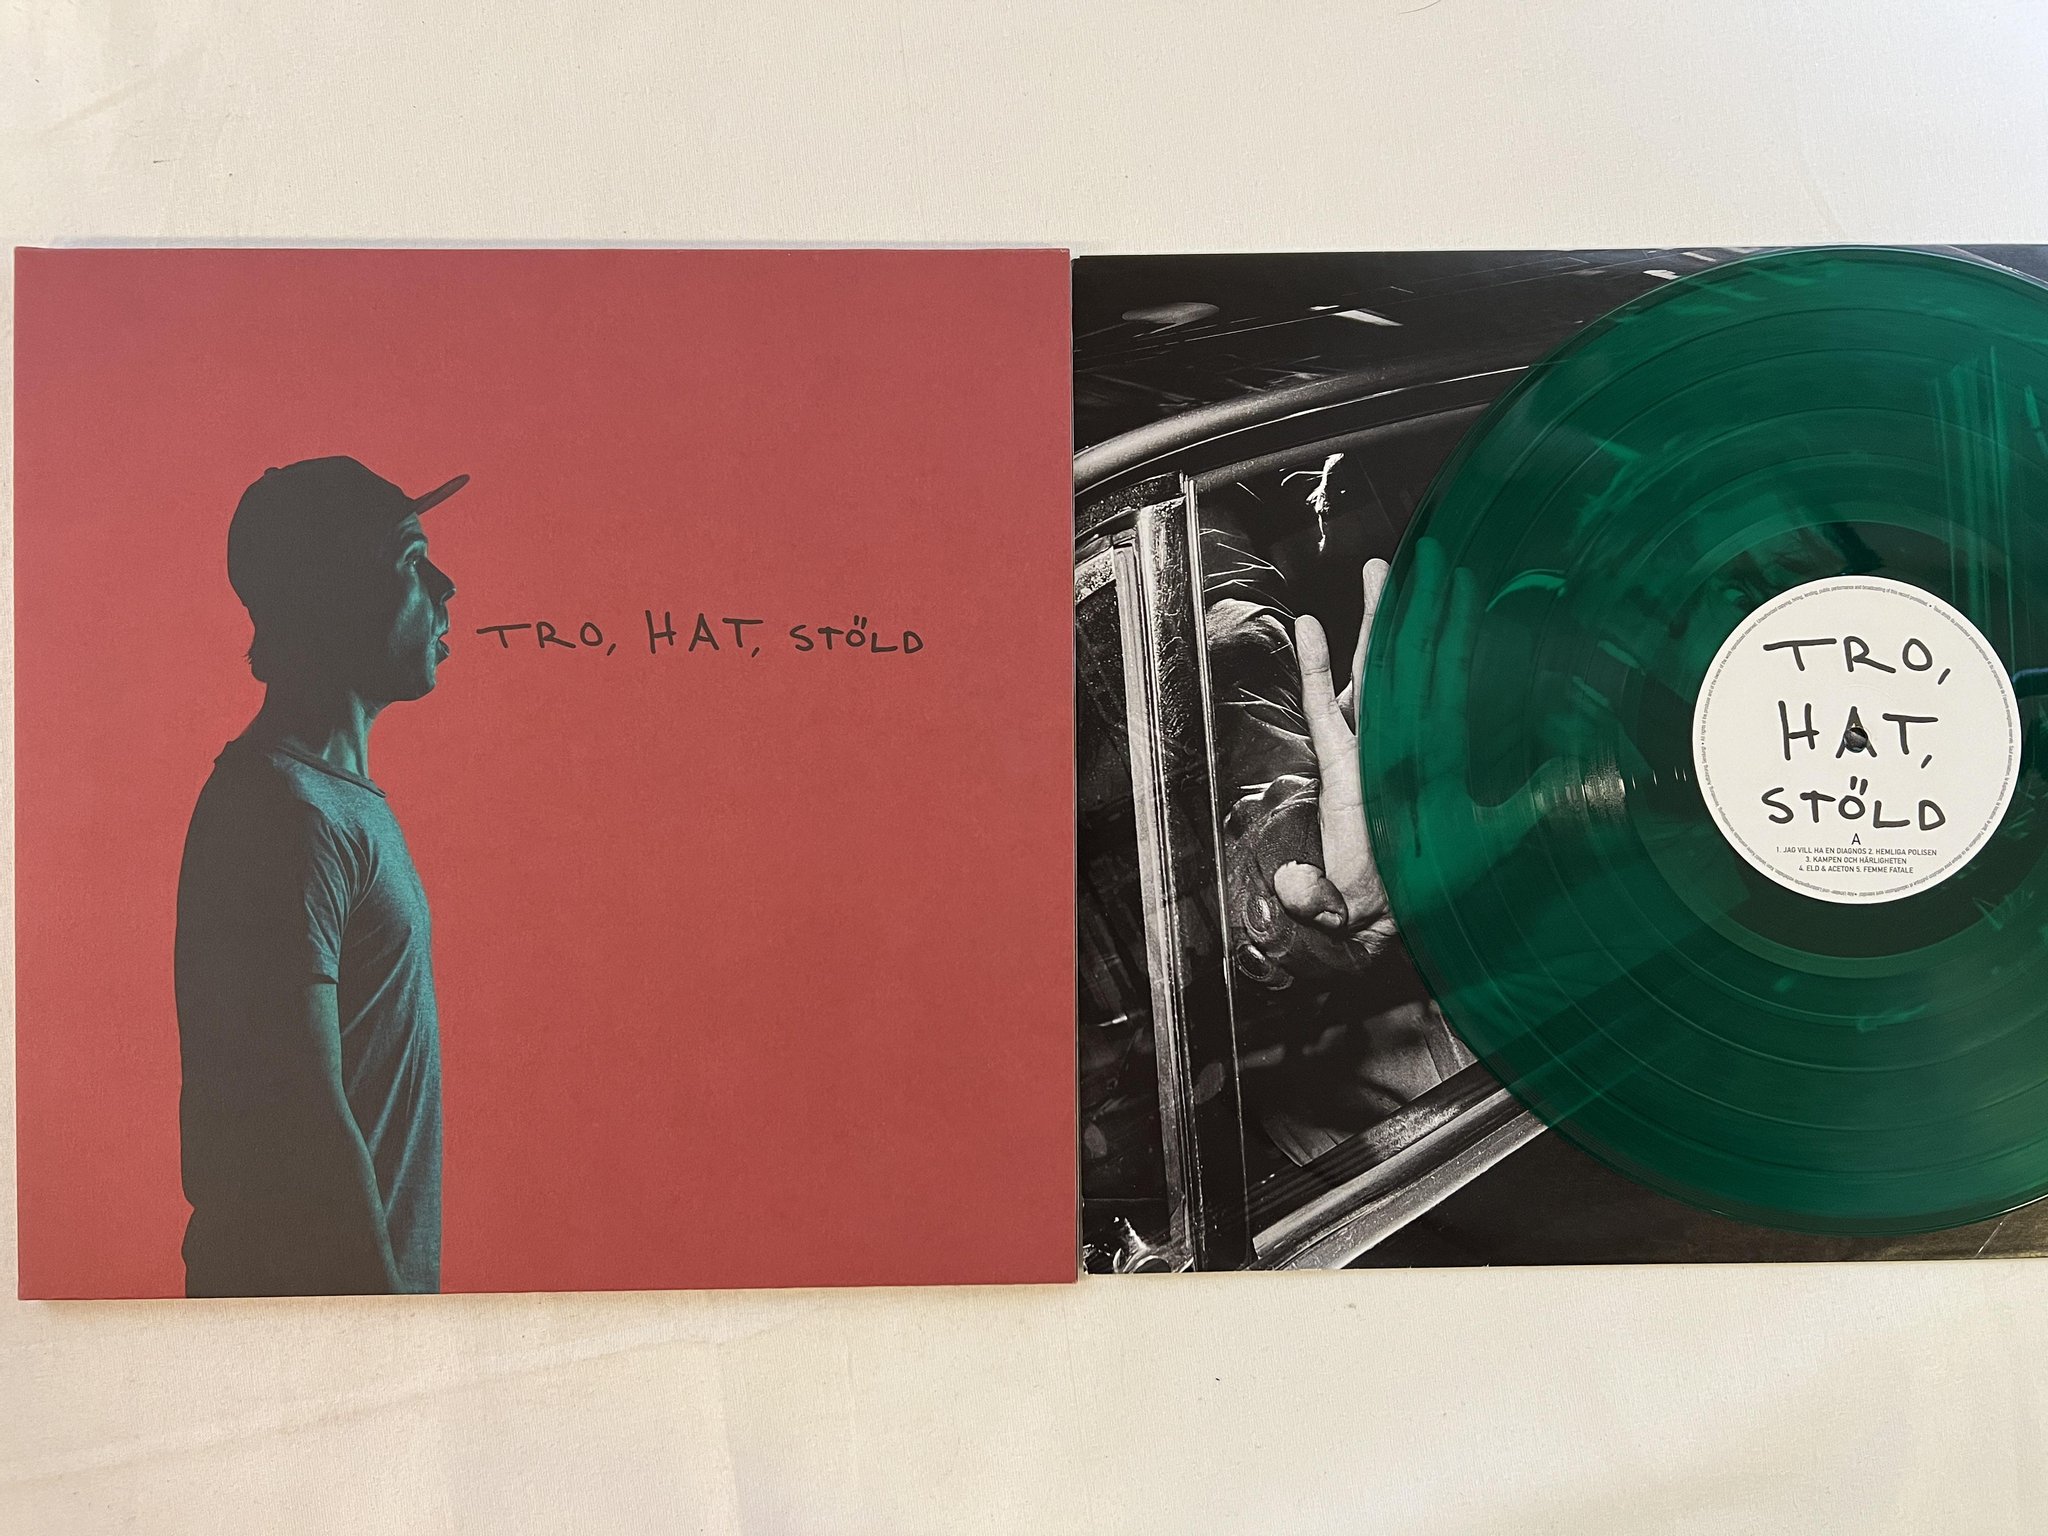 TRO, HAT, STÖLD
TRO,
HAT,
STÖLD
A
1. JAG VILL HA EN DIAGNOS 2. HEMLIGA POLISEN
3. KAMPEN OCH HÄRLIGHETEN
4. ELD & ACETON 5. FEMME FATALE